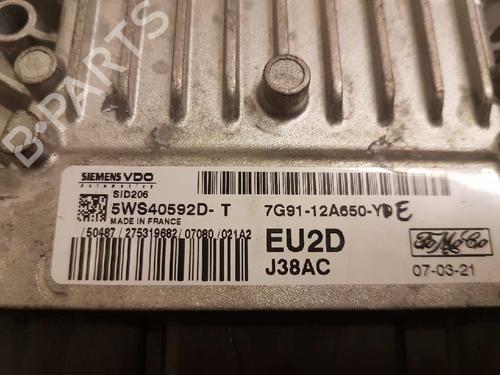 B-PARTS
SIEMENS VDO
Automotive
SID206
5WS40592D-T
MADE IN FRANCE
/50487 /275319682/07080 /021A2
7G91-12A650-YDE
EU2D
J38AC
FoMoCo
07-03-21